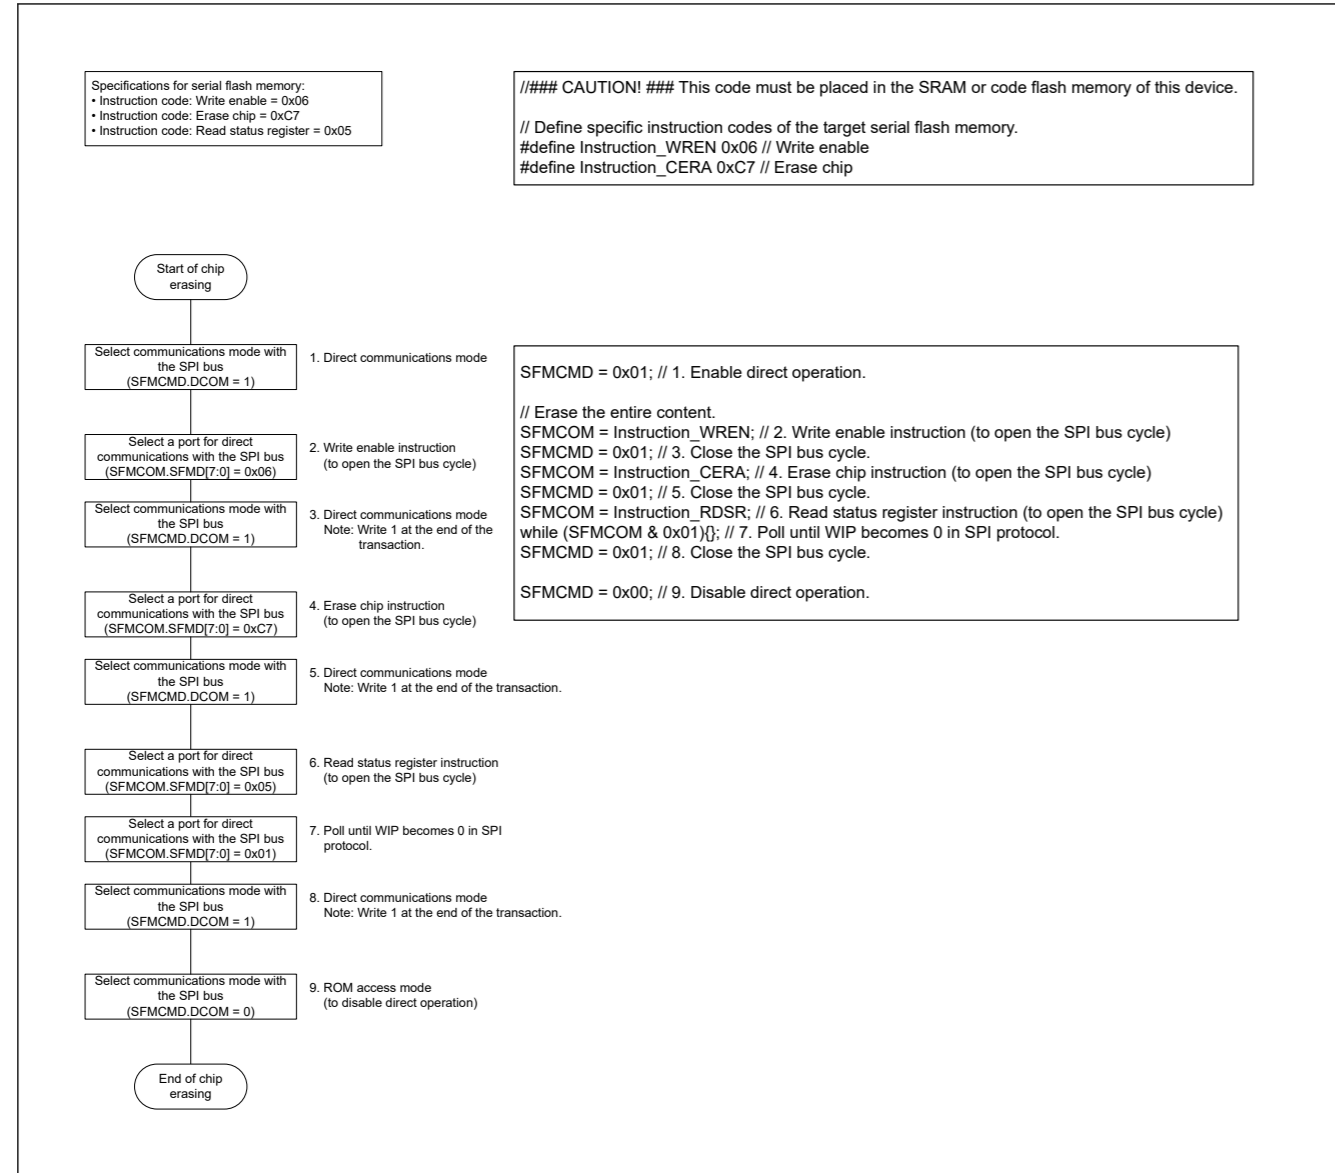 Specifications for serial flash memory:
• Instruction code: Write enable = 0x06
• Instruction code: Erase chip = 0xC7
• Instruction code: Read status register = 0x05
//### CAUTION! ### This code must be placed in the SRAM or code flash memory of this device.
// Define specific instruction codes of the target serial flash memory.
#define Instruction_WREN 0x06 // Write enable
#define Instruction_CERA 0xC7 // Erase chip
Start of chip
erasing
Select communications mode with
the SPI bus
(SFMCMD.DCOM = 1)
1. Direct communications mode
Select a port for direct
communications with the SPI bus
(SFMCOM.SFMD[7:0] = 0x06)
2. Write enable instruction
(to open the SPI bus cycle)
Select communications mode with
the SPI bus
(SFMCMD.DCOM = 1)
3. Direct communications mode
Note: Write 1 at the end of the
transaction.
Select a port for direct
communications with the SPI bus
(SFMCOM.SFMD[7:0] = 0xC7)
4. Erase chip instruction
(to open the SPI bus cycle)
Select communications mode with
the SPI bus
(SFMCMD.DCOM = 1)
5. Direct communications mode
Note: Write 1 at the end of the transaction.
Select a port for direct
communications with the SPI bus
(SFMCOM.SFMD[7:0] = 0x05)
6. Read status register instruction
(to open the SPI bus cycle)
Select a port for direct
communications with the SPI bus
(SFMCOM.SFMD[7:0] = 0x01)
7. Poll until WIP becomes 0 in SPI
protocol.
Select communications mode with
the SPI bus
(SFMCMD.DCOM = 1)
8. Direct communications mode
Note: Write 1 at the end of the transaction.
Select communications mode with
the SPI bus
(SFMCMD.DCOM = 0)
9. ROM access mode
(to disable direct operation)
End of chip
erasing
SFMCMD = 0x01; // 1. Enable direct operation.
// Erase the entire content.
SFMCOM = Instruction_WREN; // 2. Write enable instruction (to open the SPI bus cycle)
SFMCMD = 0x01; // 3. Close the SPI bus cycle.
SFMCOM = Instruction_CERA; // 4. Erase chip instruction (to open the SPI bus cycle)
SFMCMD = 0x01; // 5. Close the SPI bus cycle.
SFMCOM = Instruction_RDSR; // 6. Read status register instruction (to open the SPI bus cycle)
while (SFMCOM & 0x01){}; // 7. Poll until WIP becomes 0 in SPI protocol.
SFMCMD = 0x01; // 8. Close the SPI bus cycle.
SFMCMD = 0x00; // 9. Disable direct operation.